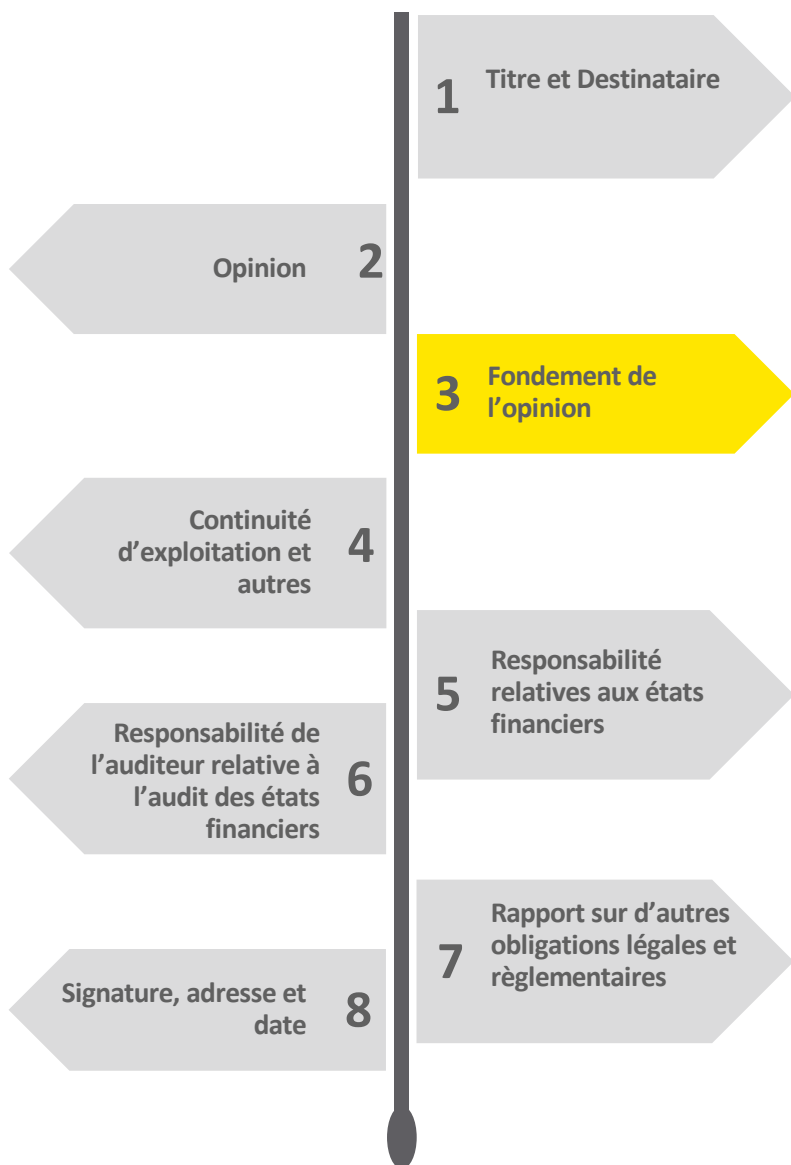 1 Titre et Destinataire
Opinion 2
3 Fondement de
l’opinion
Continuité
d’exploitation et
autres
4
5 Responsabilité
relatives aux états
financiers
Responsabilité de
l’auditeur relative à
l’audit des états
financiers
6
7 Rapport sur d’autres
obligations légales et
règlementaires
Signature, adresse et
date
8